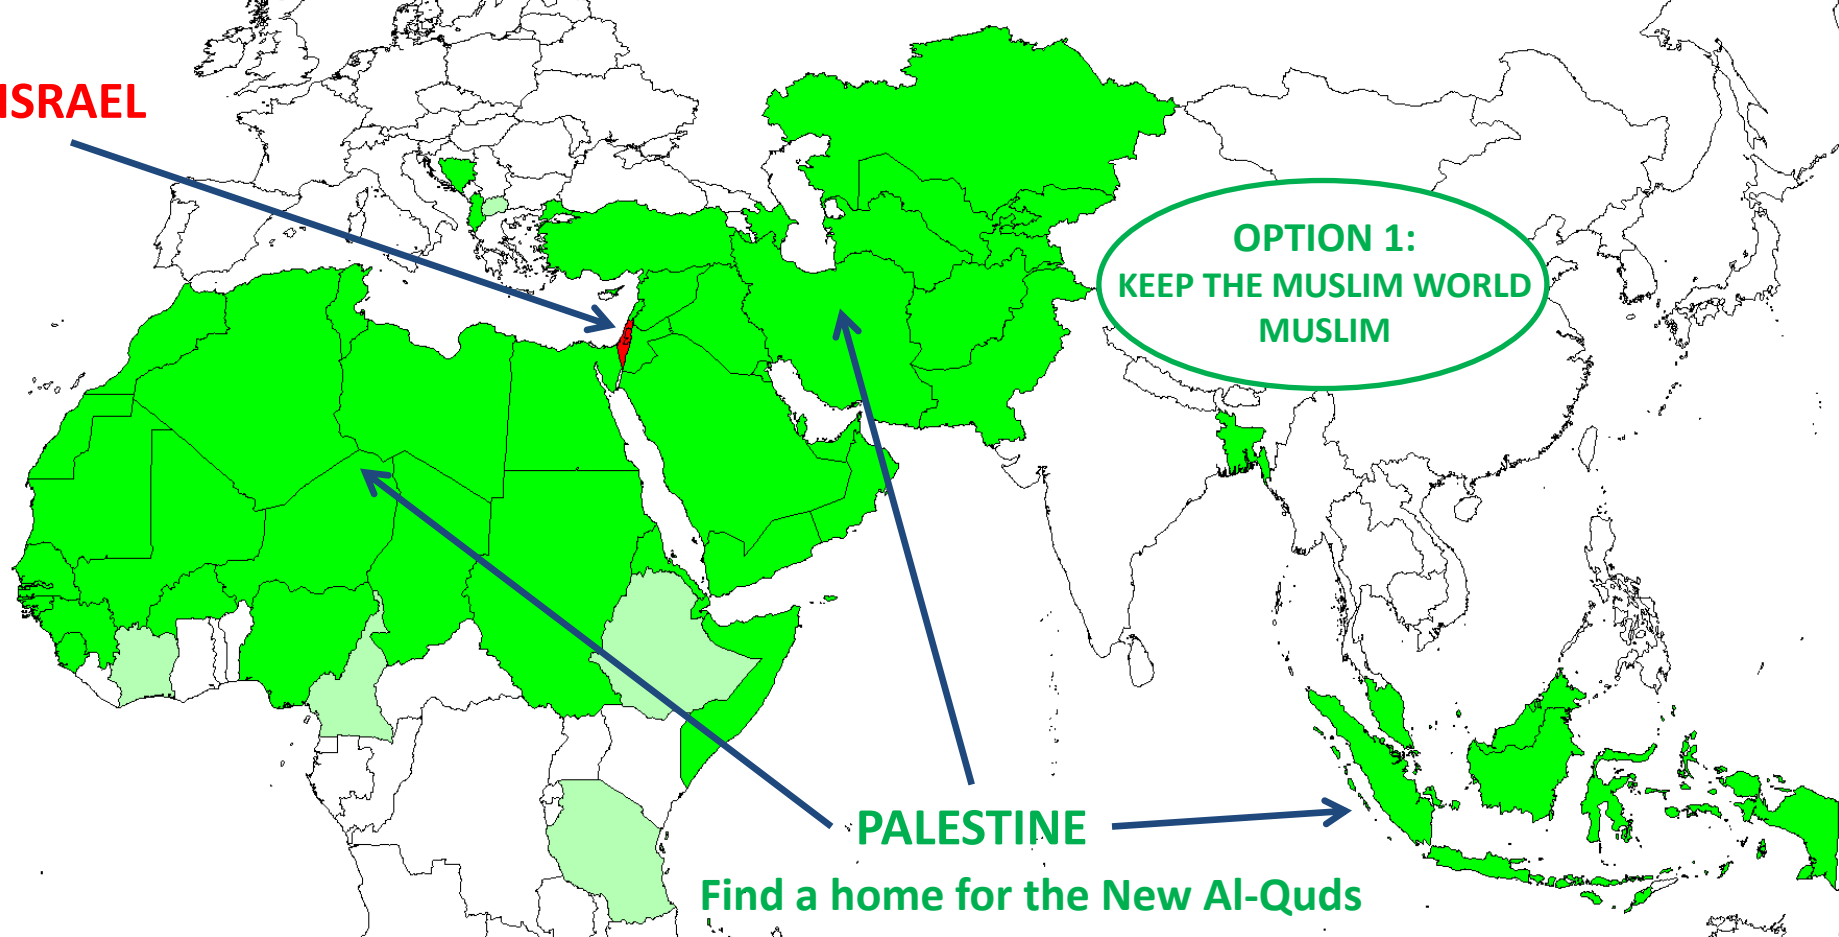 ISRAEL
OPTION 1:
KEEP THE MUSLIM WORLD
MUSLIM
PALESTINE
Find a home for the New Al-Quds